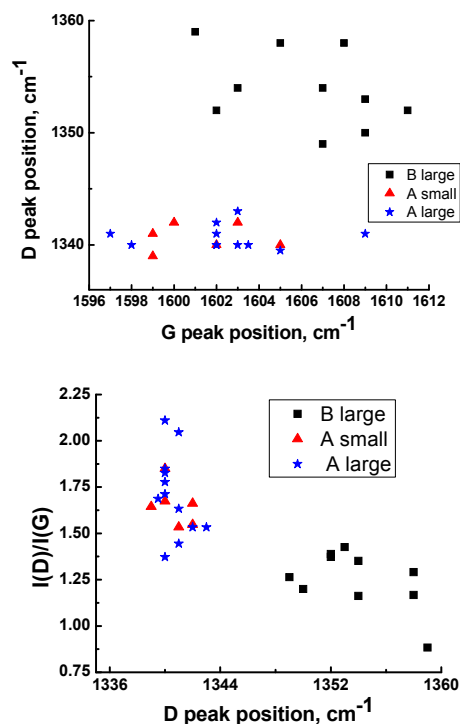 1360
1350
1340
D peak position, cm-1
B large
A small
A large
1596 1598 1600 1602 1604 1606 1608 1610 1612
G peak position, cm-1
2.25
2.00
1.75
1.50
1.25
1.00
0.75
I(D)/I(G)
B large
A small
A large
1336 1344 1352 1360
D peak position, cm-1